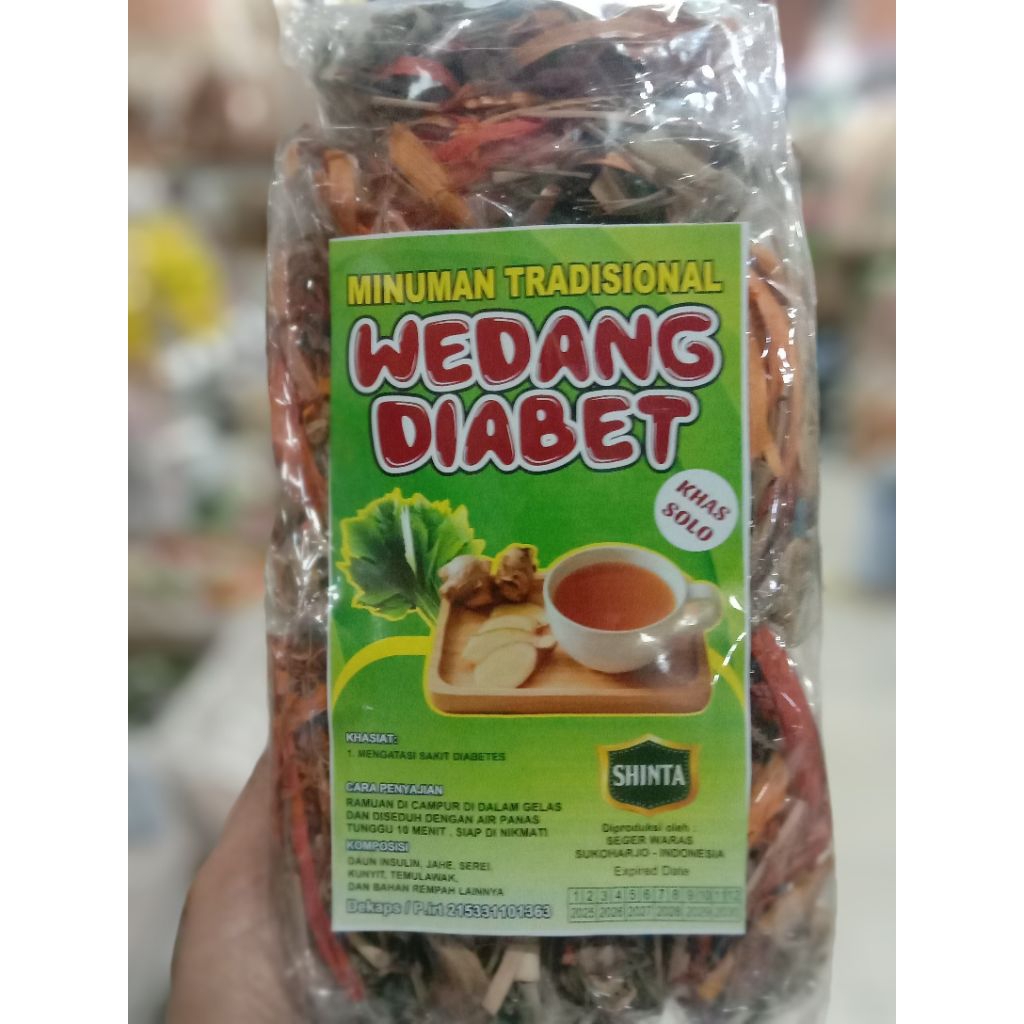 MINUMAN TRADISIONAL
WEDANG
DIABET
KHAS
SOLO
KHASIAT:
1. MENGATASI SAKIT DIABETES
CARA PENYAJIAN
RAMUAN DI CAMPUR DI DALAM GELAS
DAN DISEDUH DENGAN AIR PANAS
TUNGGU 10 MENIT . SIAP DI NIKMATI
KOMPOSISI
DAUN INSULIN, JAHE, SEREI,
KUNYIT, TEMULAWAK,
DAN BAHAN REMPAH LAINNYA
Dekaps / P.irt 215331101363
SHINTA
Diproduksi oleh :
SEGER WARAS
SUKOHARJO - INDONESIA
Expired Date
1 2 3 4 5 6 7 8 9 10 11 12
2025 2026 2027 2028 2029 2030